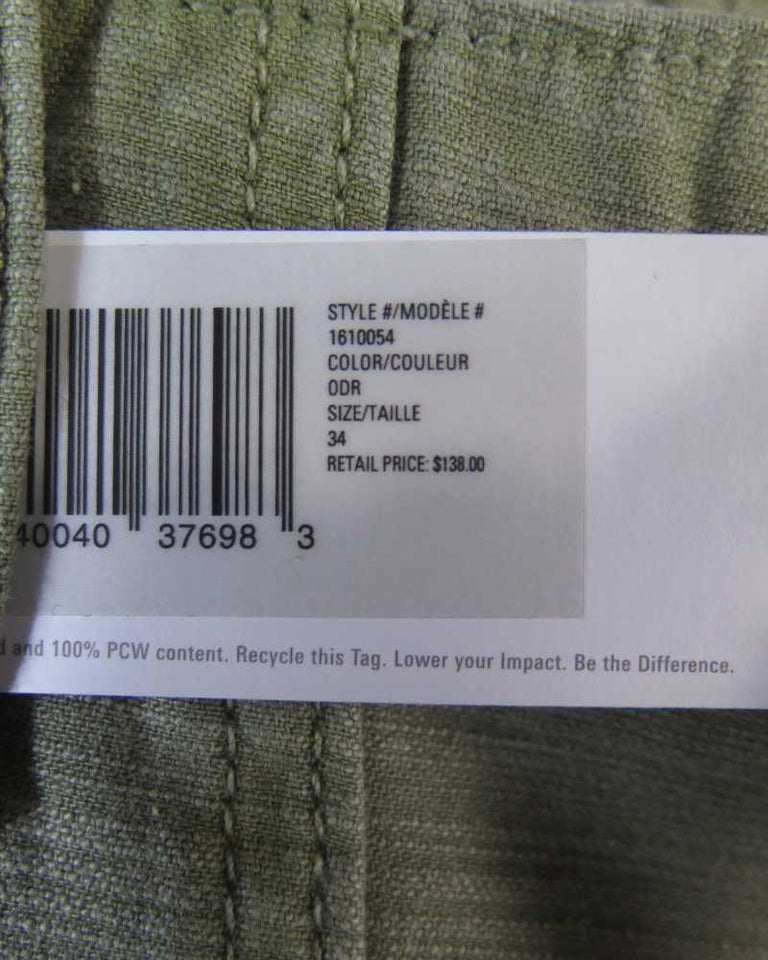 STYLE #/MODÈLE #
1610054
COLOR/COULEUR
ODR
SIZE/TAILLE
34
RETAIL PRICE: $138.00
40040 37698 3
and 100% PCW content. Recycle this Tag. Lower your Impact. Be the Difference.